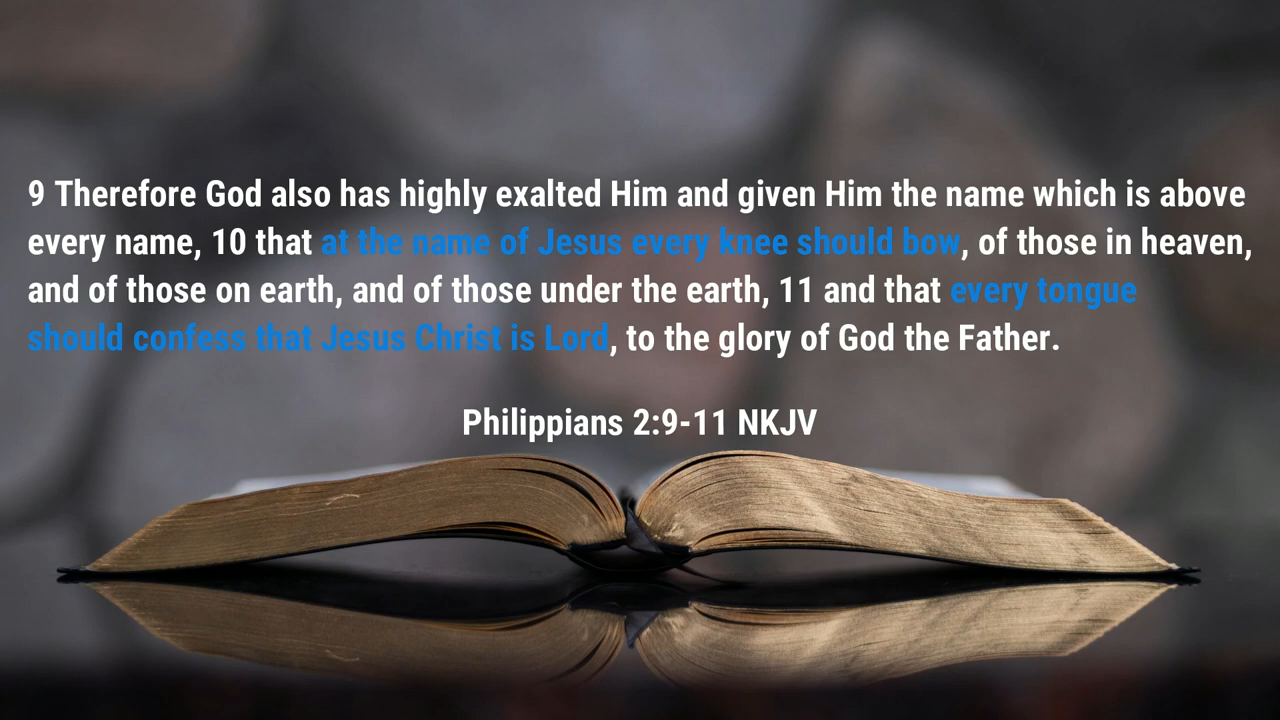 9 Therefore God also has highly exalted Him and given Him the name which is above
every name, 10 that at the name of Jesus every knee should bow, of those in heaven,
and of those on earth, and of those under the earth, 11 and that every tongue
should confess that Jesus Christ is Lord, to the glory of God the Father.
Philippians 2:9-11 NKJV